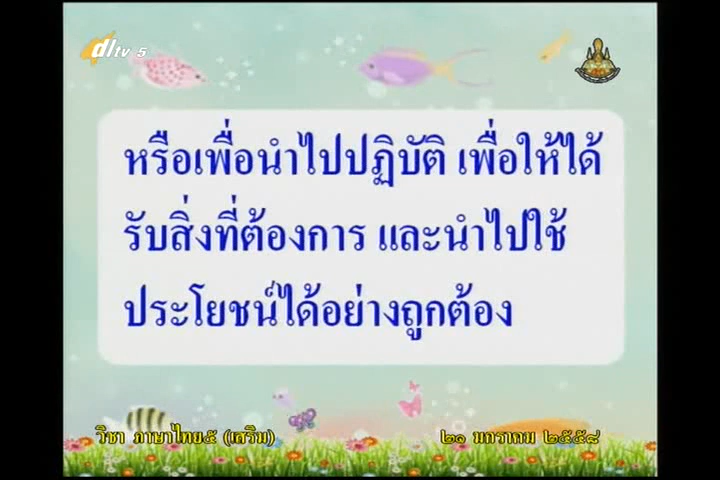 dltv 5
หรือเพื่อนำไปปฏิบัติ เพื่อให้ได้
รับสิ่งที่ต้องการ และนำไปใช้
ประโยชน์ได้อย่างถูกต้อง
วิชา ภาษาไทย๕ (เสริม)
๒๑ มกราคม ๒๕๕๘